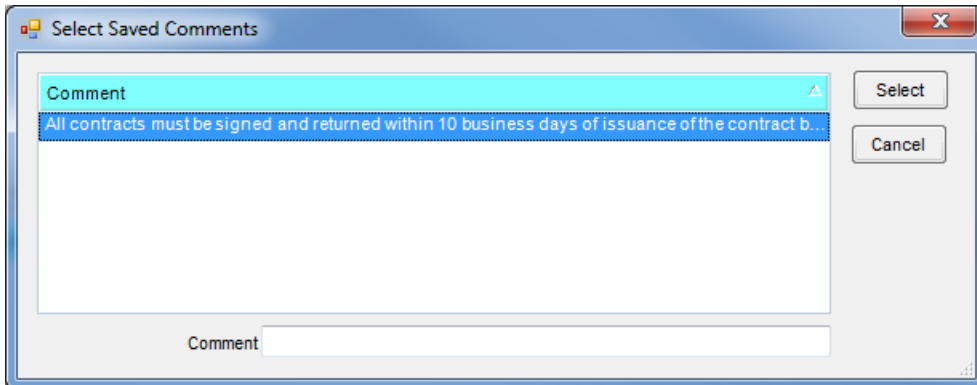 Select Saved Comments
Comment
Select
All contracts must be signed and returned within 10 business days of issuance of the contract b...
Cancel
Comment